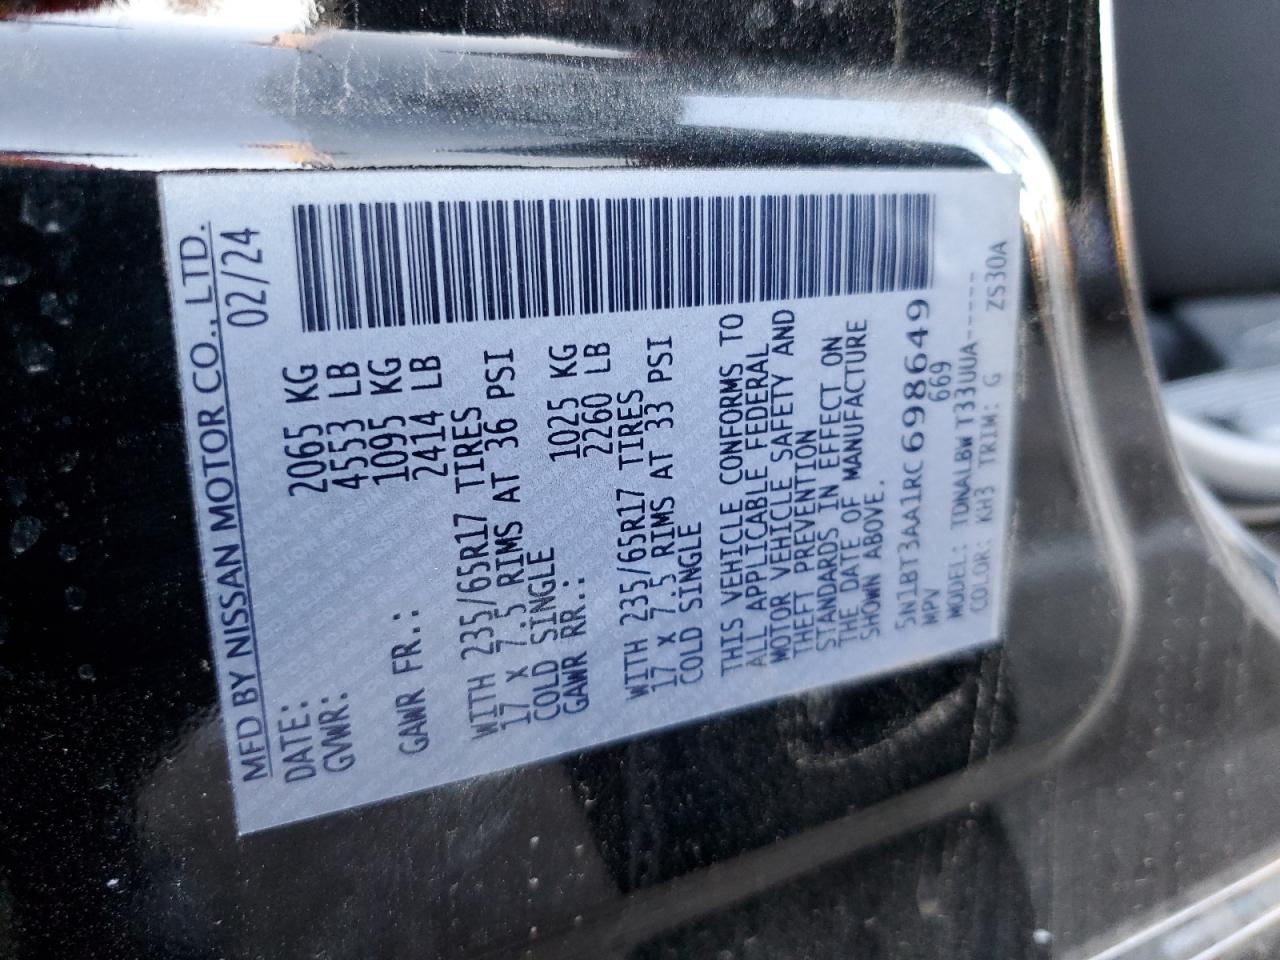 MFD BY NISSAN MOTOR CO., LTD.
DATE: 02/24
GVWR: 2065 KG
4553 LB
GAWR FR.: 1095 KG
2414 LB
WITH 235/65R17 TIRES
17 X 7.5 RIMS AT 36 PSI
COLD SINGLE
GAWR RR.: 1025 KG
2260 LB
WITH 235/65R17 TIRES
17 X 7.5 RIMS AT 33 PSI
COLD SINGLE
THIS VEHICLE CONFORMS TO
ALL APPLICABLE FEDERAL
MOTOR VEHICLE SAFETY AND
THEFT PREVENTION
STANDARDS IN EFFECT ON
THE DATE OF MANUFACTURE
SHOWN ABOVE.
5N1BT3AA1RC698649
MPV 669
MODEL: TDNALBW T33UUA-----
COLOR: KH3 TRIM: G ZS30A